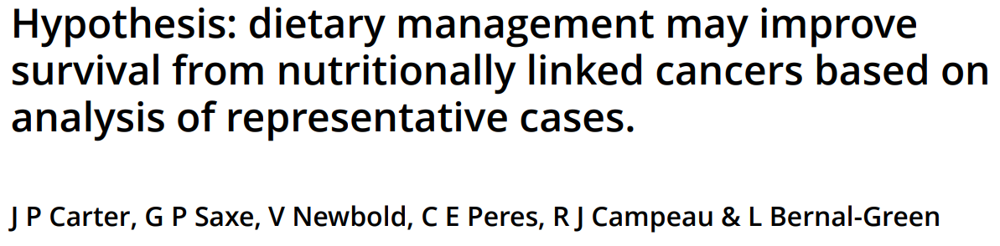 Hypothesis: dietary management may improve
survival from nutritionally linked cancers based on
analysis of representative cases.
J P Carter, G P Saxe, V Newbold, C E Peres, R J Campeau & L Bernal-Green